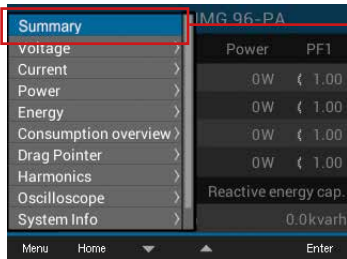 Summary
UMG 96-PA
Voltage
Power PF1
Current
Power
0W ( 1.00
Energy
0W ( 1.00
Consumption overview
0W ( 1.00
Drag Pointer
0W ( 1.00
Harmonics
Oscilloscope
Reactive energy cap.
System Info
0.0kvarh
Menu Home Enter